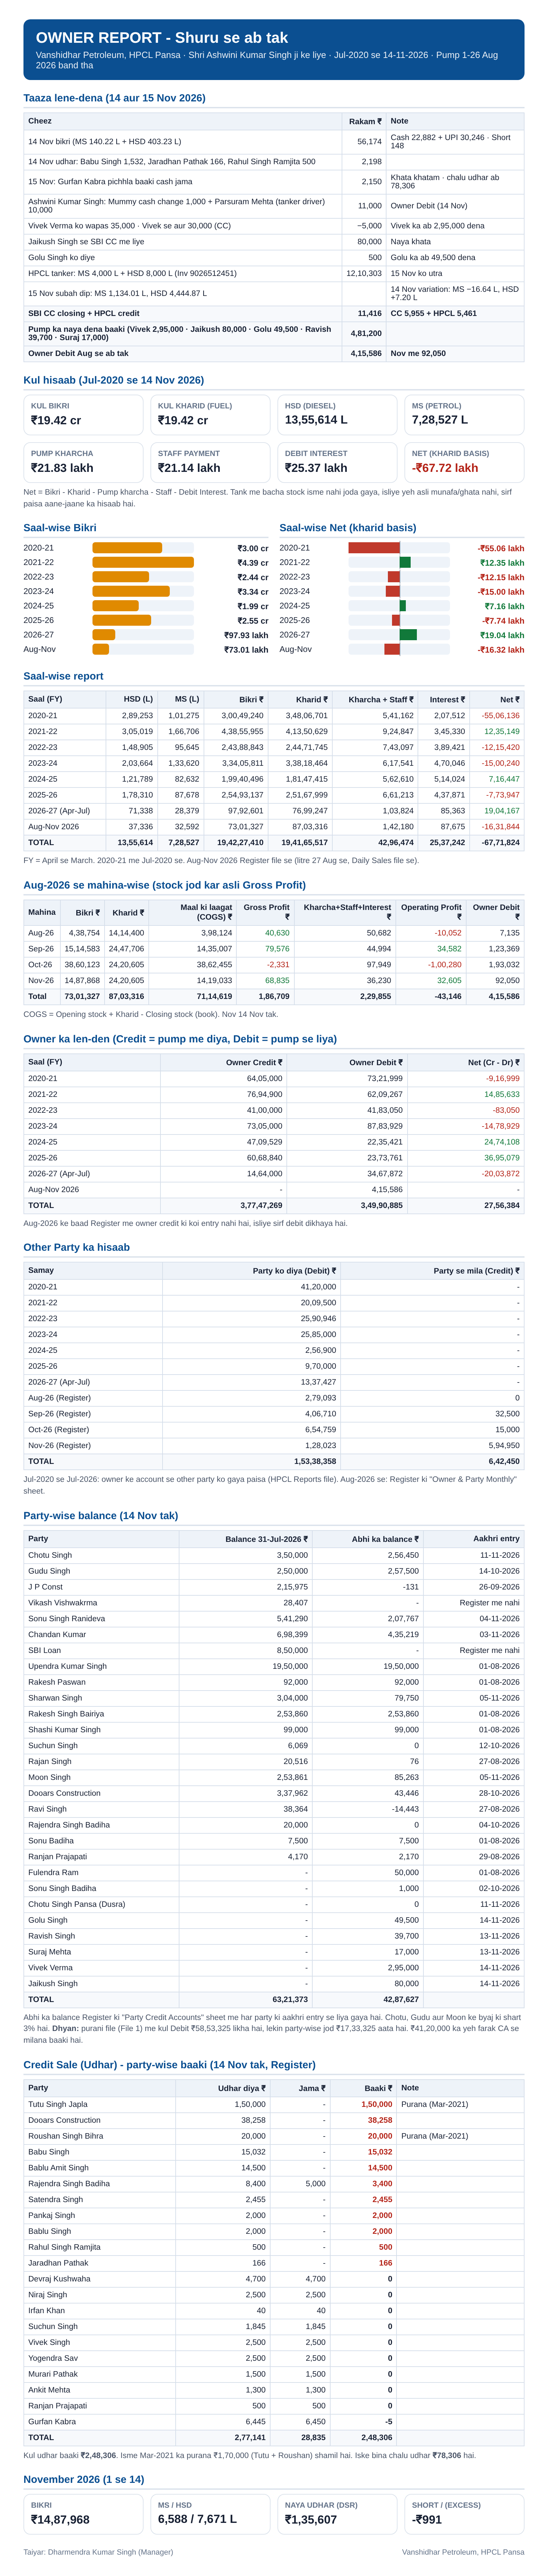 OWNER REPORT - Shuru se ab tak
Vanshidhar Petroleum, HPCL Pansa · Shri Ashwini Kumar Singh ji ke liye · Jul-2020 se 14-11-2026 · Pump 1-26 Aug
2026 band tha
Taaza lene-dena (14 aur 15 Nov 2026)
Cheez Rakam ₹ Note
14 Nov bikri (MS 140.22 L + HSD 403.23 L) 56,174 Cash 22,882 + UPI 30,246 · Short
148
14 Nov udhar: Babu Singh 1,532, Jaradhan Pathak 166, Rahul Singh Ramjita 500 2,198
15 Nov: Gurfan Kabra pichhla baaki cash jama 2,150 Khata khatam · chalu udhar ab
78,306
Ashwini Kumar Singh: Mummy cash change 1,000 + Parsuram Mehta (tanker driver)
10,000 11,000 Owner Debit (14 Nov)
Vivek Verma ko wapas 35,000 · Vivek se aur 30,000 (CC) −5,000 Vivek ka ab 2,95,000 dena
Jaikush Singh se SBI CC me liye 80,000 Naya khata
Golu Singh ko diye 500 Golu ka ab 49,500 dena
HPCL tanker: MS 4,000 L + HSD 8,000 L (Inv 9026512451) 12,10,303 15 Nov ko utra
15 Nov subah dip: MS 1,134.01 L, HSD 4,444.87 L 14 Nov variation: MS −16.64 L, HSD
+7.20 L
SBI CC closing + HPCL credit 11,416 CC 5,955 + HPCL 5,461
Pump ka naya dena baaki (Vivek 2,95,000 · Jaikush 80,000 · Golu 49,500 · Ravish
39,700 · Suraj 17,000) 4,81,200
Owner Debit Aug se ab tak 4,15,586 Nov me 92,050
Kul hisaab (Jul-2020 se 14 Nov 2026)
KUL BIKRI KUL KHARID (FUEL) HSD (DIESEL) MS (PETROL)
₹19.42 cr ₹19.42 cr 13,55,614 L 7,28,527 L
PUMP KHARCHA STAFF PAYMENT DEBIT INTEREST NET (KHARID BASIS)
₹21.83 lakh ₹21.14 lakh ₹25.37 lakh -₹67.72 lakh
Net = Bikri - Kharid - Pump kharcha - Staff - Debit Interest. Tank me bacha stock isme nahi joda gaya, isliye yeh asli munafa/ghata nahi, sirf
paisa aane-jaane ka hisaab hai.
Saal-wise Bikri
2020-21 ₹3.00 cr
2021-22 ₹4.39 cr
2022-23 ₹2.44 cr
2023-24 ₹3.34 cr
2024-25 ₹1.99 cr
2025-26 ₹2.55 cr
2026-27 ₹97.93 lakh
Aug-Nov ₹73.01 lakh
Saal-wise Net (kharid basis)
2020-21 -₹55.06 lakh
2021-22 ₹12.35 lakh
2022-23 -₹12.15 lakh
2023-24 -₹15.00 lakh
2024-25 ₹7.16 lakh
2025-26 -₹7.74 lakh
2026-27 ₹19.04 lakh
Aug-Nov -₹16.32 lakh
Saal-wise report
Saal (FY) HSD (L) MS (L) Bikri ₹ Kharid ₹ Kharcha + Staff ₹ Interest ₹ Net ₹
2020-21 2,89,253 1,01,275 3,00,49,240 3,48,06,701 5,41,162 2,07,512 -55,06,136
2021-22 3,05,019 1,66,706 4,38,55,955 4,13,50,629 9,24,847 3,45,330 12,35,149
2022-23 1,48,905 95,645 2,43,88,843 2,44,71,745 7,43,097 3,89,421 -12,15,420
2023-24 2,03,664 1,33,620 3,34,05,811 3,38,18,464 6,17,541 4,70,046 -15,00,240
2024-25 1,21,789 82,632 1,99,40,496 1,81,47,415 5,62,610 5,14,024 7,16,447
2025-26 1,78,310 87,678 2,54,93,137 2,51,67,999 6,61,213 4,37,871 -7,73,947
2026-27 (Apr-Jul) 71,338 28,379 97,92,601 76,99,247 1,03,824 85,363 19,04,167
Aug-Nov 2026 37,336 32,592 73,01,327 87,03,316 1,42,180 87,675 -16,31,844
TOTAL 13,55,614 7,28,527 19,42,27,410 19,41,65,517 42,96,474 25,37,242 -67,71,824
FY = April se March. 2020-21 me Jul-2020 se. Aug-Nov 2026 Register file se (litre 27 Aug se, Daily Sales file se).
Aug-2026 se mahina-wise (stock jod kar asli Gross Profit)
Mahina Bikri ₹ Kharid ₹ Maal ki laagat
(COGS) ₹ Gross Profit
₹ Kharcha+Staff+Interest
₹ Operating Profit
₹ Owner Debit
₹
Aug-26 4,38,754 14,14,400 3,98,124 40,630 50,682 -10,052 7,135
Sep-26 15,14,583 24,47,706 14,35,007 79,576 44,994 34,582 1,23,369
Oct-26 38,60,123 24,20,605 38,62,455 -2,331 97,949 -1,00,280 1,93,032
Nov-26 14,87,868 24,20,605 14,19,033 68,835 36,230 32,605 92,050
Total 73,01,327 87,03,316 71,14,619 1,86,709 2,29,855 -43,146 4,15,586
COGS = Opening stock + Kharid - Closing stock (book). Nov 14 Nov tak.
Owner ka len-den (Credit = pump me diya, Debit = pump se liya)
Saal (FY) Owner Credit ₹ Owner Debit ₹ Net (Cr - Dr) ₹
2020-21 64,05,000 73,21,999 -9,16,999
2021-22 76,94,900 62,09,267 14,85,633
2022-23 41,00,000 41,83,050 -83,050
2023-24 73,05,000 87,83,929 -14,78,929
2024-25 47,09,529 22,35,421 24,74,108
2025-26 60,68,840 23,73,761 36,95,079
2026-27 (Apr-Jul) 14,64,000 34,67,872 -20,03,872
Aug-Nov 2026 - 4,15,586 -
TOTAL 3,77,47,269 3,49,90,885 27,56,384
Aug-2026 ke baad Register me owner credit ki koi entry nahi hai, isliye sirf debit dikhaya hai.
Other Party ka hisaab
Samay Party ko diya (Debit) ₹ Party se mila (Credit) ₹
2020-21 41,20,000 -
2021-22 20,09,500 -
2022-23 25,90,946 -
2023-24 25,85,000 -
2024-25 2,56,900 -
2025-26 9,70,000 -
2026-27 (Apr-Jul) 13,37,427 -
Aug-26 (Register) 2,79,093 0
Sep-26 (Register) 4,06,710 32,500
Oct-26 (Register) 6,54,759 15,000
Nov-26 (Register) 1,28,023 5,94,950
TOTAL 1,53,38,358 6,42,450
Jul-2020 se Jul-2026: owner ke account se other party ko gaya paisa (HPCL Reports file). Aug-2026 se: Register ki "Owner & Party Monthly"
sheet.
Party-wise balance (14 Nov tak)
Party Balance 31-Jul-2026 ₹ Abhi ka balance ₹ Aakhri entry
Chotu Singh 3,50,000 2,56,450 11-11-2026
Gudu Singh 2,50,000 2,57,500 14-10-2026
J P Const 2,15,975 -131 26-09-2026
Vikash Vishwakrma 28,407 - Register me nahi
Sonu Singh Ranideva 5,41,290 2,07,767 04-11-2026
Chandan Kumar 6,98,399 4,35,219 03-11-2026
SBI Loan 8,50,000 - Register me nahi
Upendra Kumar Singh 19,50,000 19,50,000 01-08-2026
Rakesh Paswan 92,000 92,000 01-08-2026
Sharwan Singh 3,04,000 79,750 05-11-2026
Rakesh Singh Bairiya 2,53,860 2,53,860 01-08-2026
Shashi Kumar Singh 99,000 99,000 01-08-2026
Suchun Singh 6,069 0 12-10-2026
Rajan Singh 20,516 76 27-08-2026
Moon Singh 2,53,861 85,263 05-11-2026
Dooars Construction 3,37,962 43,446 28-10-2026
Ravi Singh 38,364 -14,443 27-08-2026
Rajendra Singh Badiha 20,000 0 04-10-2026
Sonu Badiha 7,500 7,500 01-08-2026
Ranjan Prajapati 4,170 2,170 29-08-2026
Fulendra Ram - 50,000 01-08-2026
Sonu Singh Badiha - 1,000 02-10-2026
Chotu Singh Pansa (Dusra) - 0 11-11-2026
Golu Singh - 49,500 14-11-2026
Ravish Singh - 39,700 13-11-2026
Suraj Mehta - 17,000 13-11-2026
Vivek Verma - 2,95,000 14-11-2026
Jaikush Singh - 80,000 14-11-2026
TOTAL 63,21,373 42,87,627
Abhi ka balance Register ki "Party Credit Accounts" sheet me har party ki aakhri entry se liya gaya hai. Chotu, Gudu aur Moon ke byaj ki shart
3% hai. Dhyan: purani file (File 1) me kul Debit ₹58,53,325 likha hai, lekin party-wise jod ₹17,33,325 aata hai. ₹41,20,000 ka yeh farak CA se
milana baaki hai.
Credit Sale (Udhar) - party-wise baaki (14 Nov tak, Register)
Party Udhar diya ₹ Jama ₹ Baaki ₹ Note
Tutu Singh Japla 1,50,000 - 1,50,000 Purana (Mar-2021)
Dooars Construction 38,258 - 38,258
Roushan Singh Bihra 20,000 - 20,000 Purana (Mar-2021)
Babu Singh 15,032 - 15,032
Bablu Amit Singh 14,500 - 14,500
Rajendra Singh Badiha 8,400 5,000 3,400
Satendra Singh 2,455 - 2,455
Pankaj Singh 2,000 - 2,000
Bablu Singh 2,000 - 2,000
Rahul Singh Ramjita 500 - 500
Jaradhan Pathak 166 - 166
Devraj Kushwaha 4,700 4,700 0
Niraj Singh 2,500 2,500 0
Irfan Khan 40 40 0
Suchun Singh 1,845 1,845 0
Vivek Singh 2,500 2,500 0
Yogendra Sav 2,500 2,500 0
Murari Pathak 1,500 1,500 0
Ankit Mehta 1,300 1,300 0
Ranjan Prajapati 500 500 0
Gurfan Kabra 6,445 6,450 -5
TOTAL 2,77,141 28,835 2,48,306
Kul udhar baaki ₹2,48,306. Isme Mar-2021 ka purana ₹1,70,000 (Tutu + Roushan) shamil hai. Iske bina chalu udhar ₹78,306 hai.
November 2026 (1 se 14)
BIKRI MS / HSD NAYA UDHAR (DSR) SHORT / (EXCESS)
₹14,87,968 6,588 / 7,671 L ₹1,35,607 -₹991
Taiyar: Dharmendra Kumar Singh (Manager) Vanshidhar Petroleum, HPCL Pansa